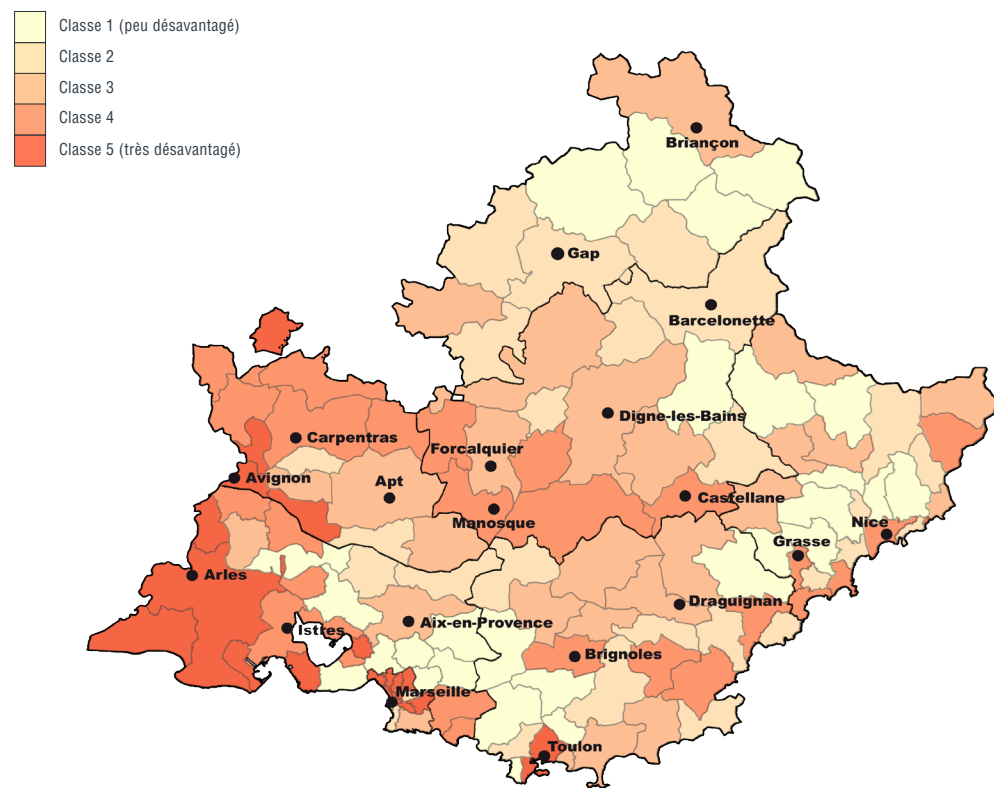 Classe 1 (peu désavantagé)
Classe 2
Classe 3
Classe 4
Classe 5 (très désavantagé)
Briançon
Gap
Barcelonette
Digne-les-Bains
Carpentras
Forcalquier
Avignon
Apt
Castellane
Manosque
Nice
Grasse
Arles
Draguignan
Istres
Aix-en-Provence
Brignoles
Marseille
Toulon